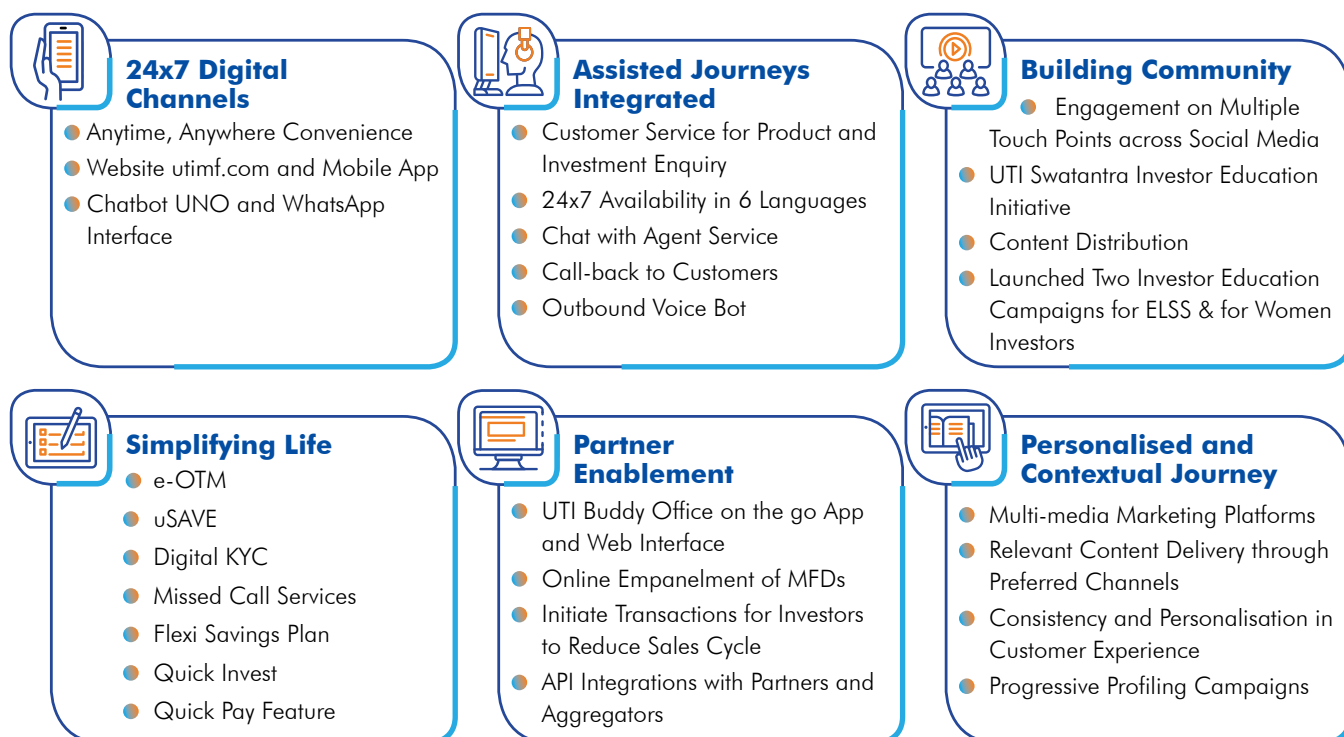 24x7 Digital
Channels
Anytime, Anywhere Convenience
Website utimf.com and Mobile App
Chatbot UNO and WhatsApp
Interface
Assisted Journeys
Integrated
Customer Service for Product and
Investment Enquiry
24x7 Availability in 6 Languages
Chat with Agent Service
Call-back to Customers
Outbound Voice Bot
Building Community
Engagement on Multiple
Touch Points across Social Media
UTI Swatantra Investor Education
Initiative
Content Distribution
Launched Two Investor Education
Campaigns for ELSS & for Women
Investors
Simplifying Life
e-OTM
uSAVE
Digital KYC
Missed Call Services
Flexi Savings Plan
Quick Invest
Quick Pay Feature
Partner
Enablement
UTI Buddy Office on the go App
and Web Interface
Online Empanelment of MFDs
Initiate Transactions for Investors
to Reduce Sales Cycle
API Integrations with Partners and
Aggregators
Personalised and
Contextual Journey
Multi-media Marketing Platforms
Relevant Content Delivery through
Preferred Channels
Consistency and Personalisation in
Customer Experience
Progressive Profiling Campaigns